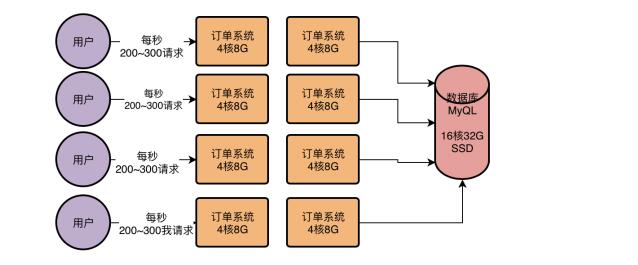 用户
每秒
200~300请求
订单系统
4核8G
订单系统
4核8G
用户
每秒
200~300请求
订单系统
4核8G
订单系统
4核8G
数据库
MyQL
16核32G
SSD
用户
每秒
200~300请求
订单系统
4核8G
订单系统
4核8G
用户
每秒
200~300我请求
订单系统
4核8G
订单系统
4核8G